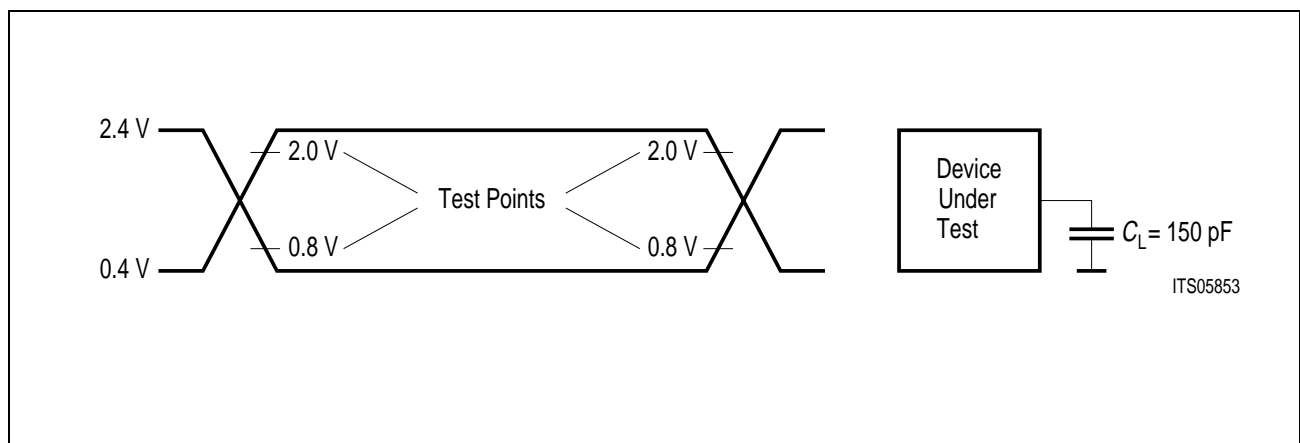 2.4 V
2.0 V
2.0 V
Test Points
0.8 V
0.8 V
0.4 V
Device
Under
Test
C_L = 150 pF
ITS05853